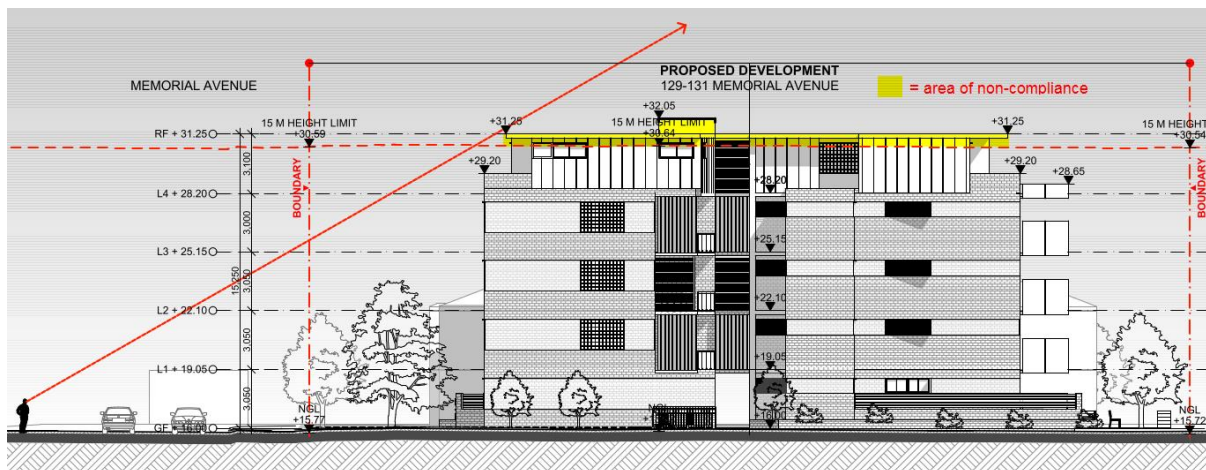 MEMORIAL AVENUE
PROPOSED DEVELOPMENT
129-131 MEMORIAL AVENUE
= area of non-compliance
+32.05
+31.25
+31.25
15 M HEIGHT LIMIT
+30.59
15 M HEIGHT LIMIT
+30.64
15 M HEIGHT
+30.54
RF + 31.25
3.100
+29.20
+29.20
+28.65
+28.20
L4 + 28.20
BOUNDARY
BOUNDARY
3.000
+25.15
L3 + 25.15
15.250
3.050
+22.10
L2 + 22.10
3.050
+19.05
L1 + 19.05
3.050
NGL
+15.77
NGL
NGL
+15.72
GF + 16.00
+16.00